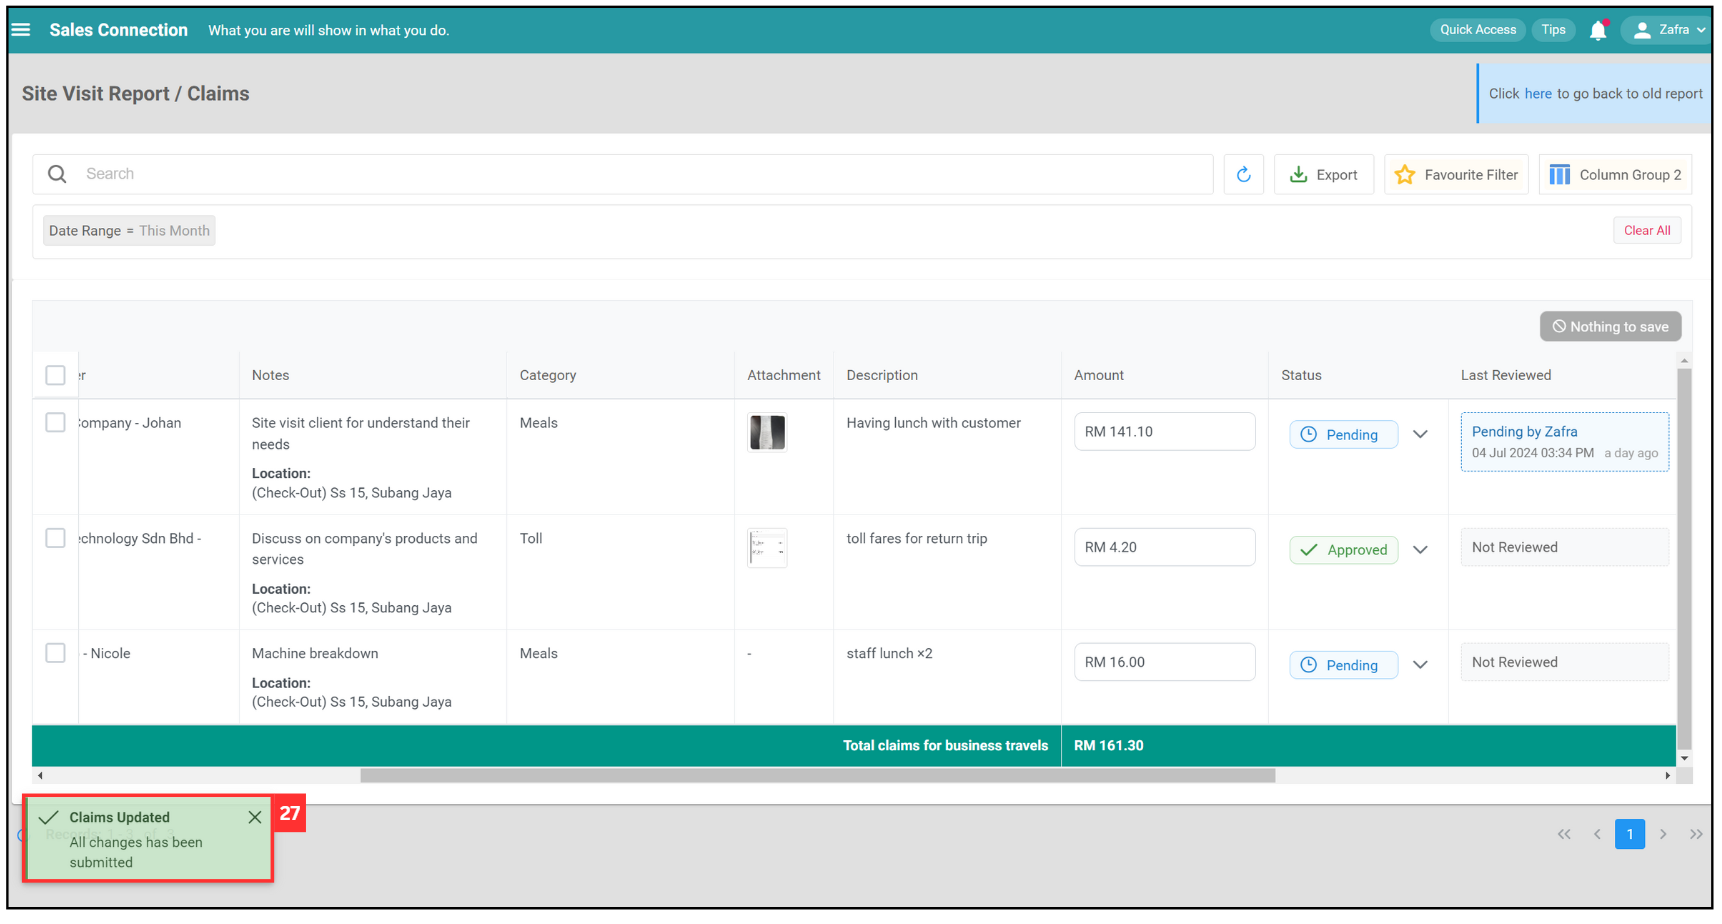 Sales Connection What you are will show in what you do. Quick Access Tips Zafra
Site Visit Report / Claims
Click here to go back to old report
Search Export Favourite Filter Column Group 2
Date Range = This Month Clear All
Nothing to save
er Notes Category Attachment Description Amount Status Last Reviewed
Company - Johan Site visit client for understand their Meals Having lunch with customer RM 141.10 Pending Pending by Zafra
needs 04 Jul 2024 03:34 PM a day ago
Location:
(Check-Out) Ss 15, Subang Jaya
echnology Sdn Bhd - Discuss on company's products and Toll toll fares for return trip RM 4.20 Approved Not Reviewed
services
Location:
(Check-Out) Ss 15, Subang Jaya
- Nicole Machine breakdown Meals - staff lunch ×2 RM 16.00 Pending Not Reviewed
Location:
(Check-Out) Ss 15, Subang Jaya
Total claims for business travels RM 161.30
Claims Updated 27
Records 1 - 3 of 3 1
All changes has been
submitted